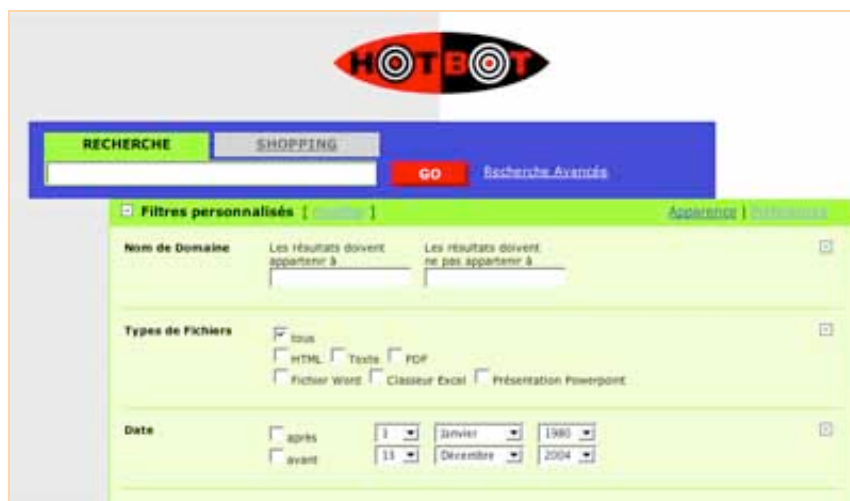 HOTBOT
RECHERCHE SHOPPING
GO Recherche Avancée
Filtres personnalisés [ ] Apparence | Préférences
Nom de Domaine Les résultats doivent appartenir à Les résultats doivent ne pas appartenir à
Types de Fichiers tous
HTML Texte PDF
Fichier Word Classeur Excel Présentation Powerpoint
Date après 1 Janvier 1980
avant 13 Décembre 2004